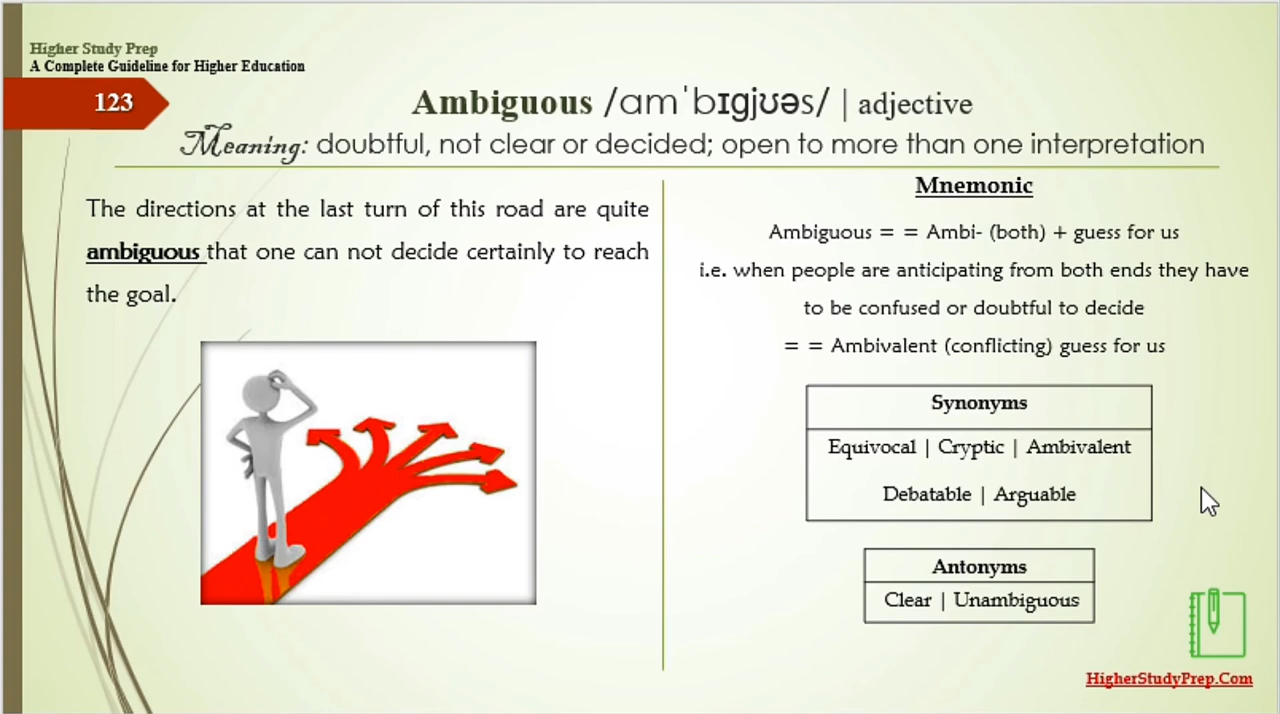 Higher Study Prep
A Complete Guideline for Higher Education
123
Ambiguous /amˈbɪɡjʊəs/ | adjective
Meaning: doubtful, not clear or decided; open to more than one interpretation
The directions at the last turn of this road are quite
ambiguous that one can not decide certainly to reach
the goal.
Mnemonic
Ambiguous = = Ambi- (both) + guess for us
i.e. when people are anticipating from both ends they have
to be confused or doubtful to decide
= = Ambivalent (conflicting) guess for us
Synonyms
Equivocal | Cryptic | Ambivalent
Debatable | Arguable
Antonyms
Clear | Unambiguous
HigherStudyPrep.Com